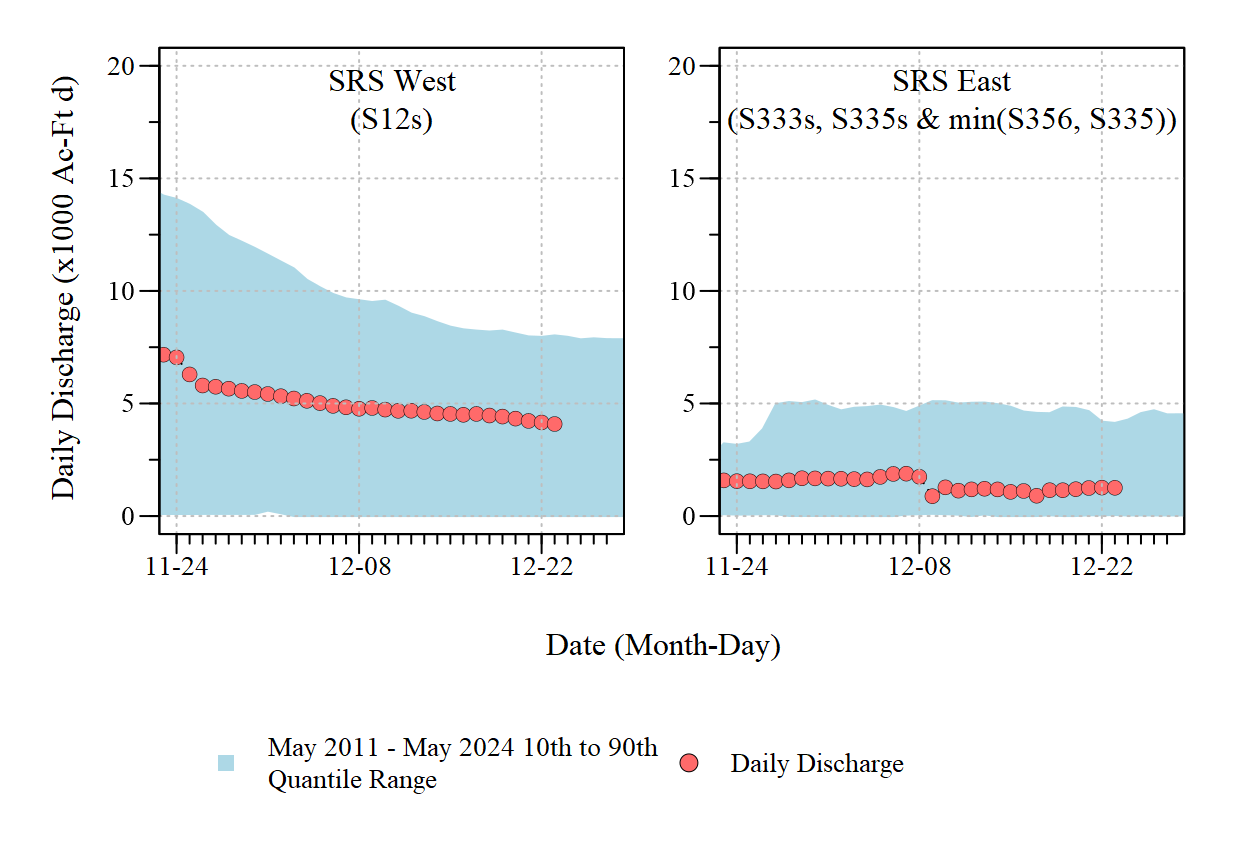 Daily Discharge (x1000 Ac-Ft d)
SRS West
(S12s)
20
15
10
5
0
11-24
12-08
12-22
SRS East
(S333s, S335s & min(S356, S335))
20
15
10
5
0
11-24
12-08
12-22
Date (Month-Day)
May 2011 - May 2024 10th to 90th
Quantile Range
Daily Discharge